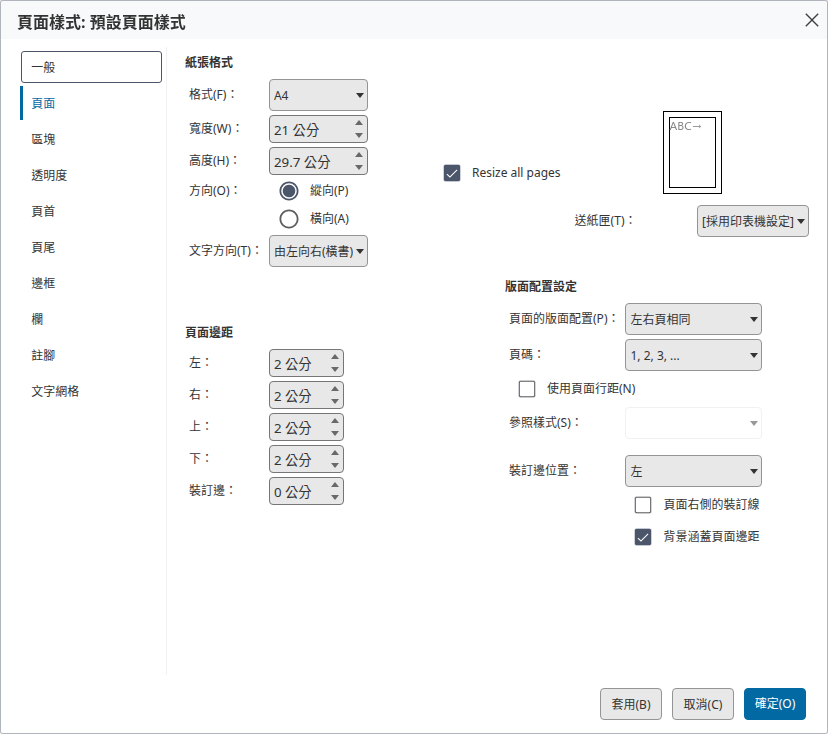 頁面樣式: 預設頁面樣式
一般
頁面
區塊
透明度
頁首
頁尾
邊框
欄
註腳
文字網格
紙張格式
格式(F)： A4
寬度(W)： 21 公分
高度(H)： 29.7 公分
方向(O)： 縱向(P)
橫向(A)
文字方向(T)： 由左向右(橫書)
Resize all pages
ABC→
送紙匣(T)： [採用印表機設定]
頁面邊距
左： 2 公分
右： 2 公分
上： 2 公分
下： 2 公分
裝訂邊： 0 公分
版面配置設定
頁面的版面配置(P)： 左右頁相同
頁碼： 1, 2, 3, ...
使用頁面行距(N)
參照樣式(S)：
裝訂邊位置： 左
頁面右側的裝訂線
背景涵蓋頁面邊距
套用(B) 取消(C) 確定(O)